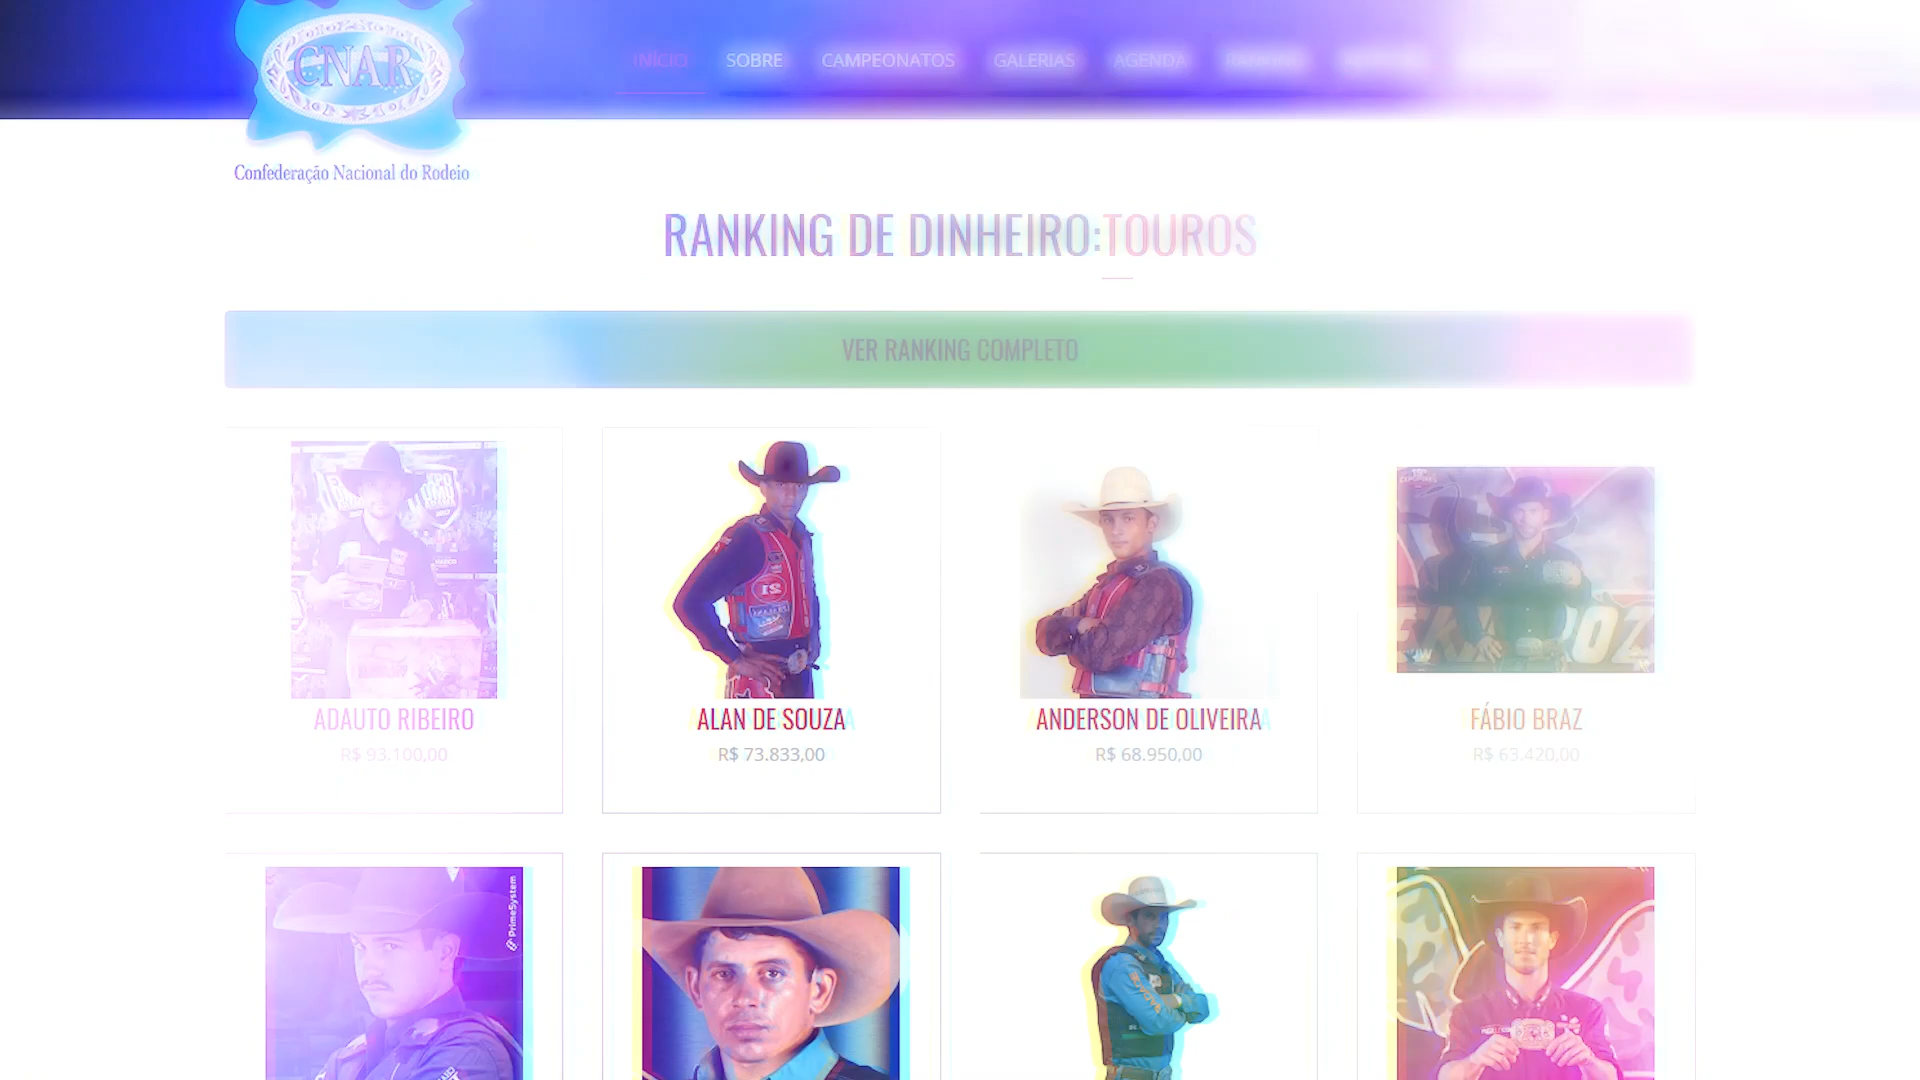 CNAR
Confederação Nacional do Rodeio
INÍCIO SOBRE CAMPEONATOS GALERIAS AGENDA RANKING
RANKING DE DINHEIRO:TOUROS
VER RANKING COMPLETO
ADAUTO RIBEIRO
R$ 93.100,00
ALAN DE SOUZA
R$ 73.833,00
ANDERSON DE OLIVEIRA
R$ 68.950,00
FÁBIO BRAZ
R$ 63.420,00
PrimeSystem